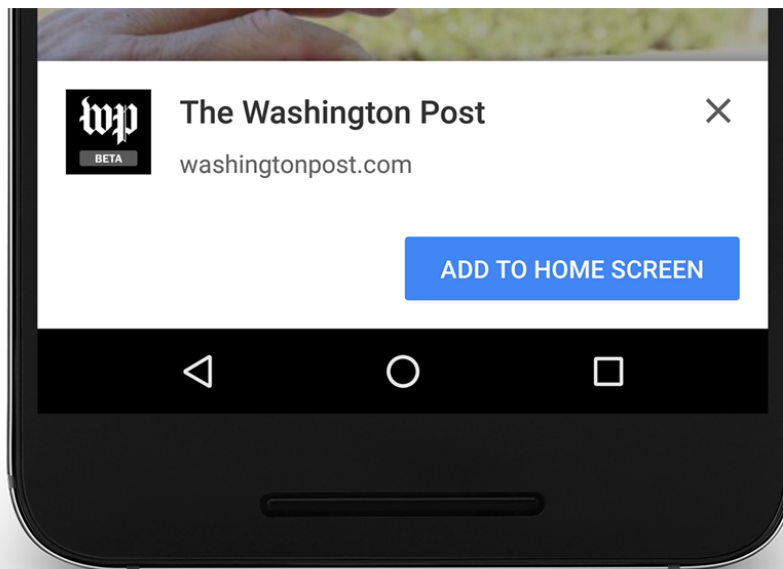 wp
BETA
The Washington Post
washingtonpost.com
ADD TO HOME SCREEN